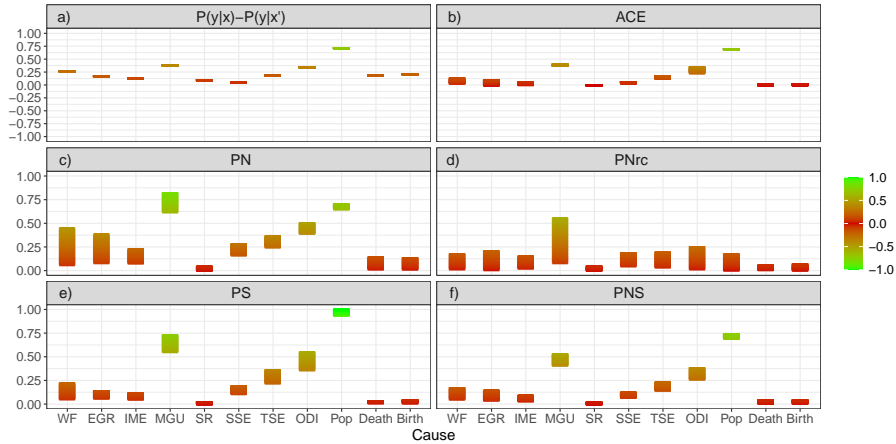 a) P(y|x)−P(y|x')
b) ACE
1.00
0.75
0.50
0.25
0.00
−0.25
−0.50
−0.75
−1.00
c) PN
d) PNrc
1.00
0.75
0.50
0.25
0.00
1.0
0.5
0.0
−0.5
−1.0
e) PS
f) PNS
1.00
0.75
0.50
0.25
0.00
WF EGR IME MGU SR SSE TSE ODI Pop Death Birth
WF EGR IME MGU SR SSE TSE ODI Pop Death Birth
Cause